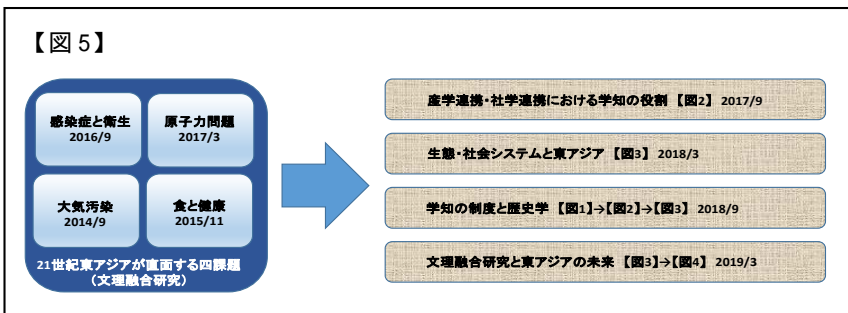 【図5】
感染症と衛生
2016/9
原子力問題
2017/3
大気汚染
2014/9
食と健康
2015/11
21世紀東アジアが直面する四課題
（文理融合研究）
産学連携・社学連携における学知の役割 【図2】 2017/9
生態・社会システムと東アジア 【図3】 2018/3
学知の制度と歴史学 【図1】→【図2】→【図3】 2018/9
文理融合研究と東アジアの未来 【図3】→【図4】 2019/3